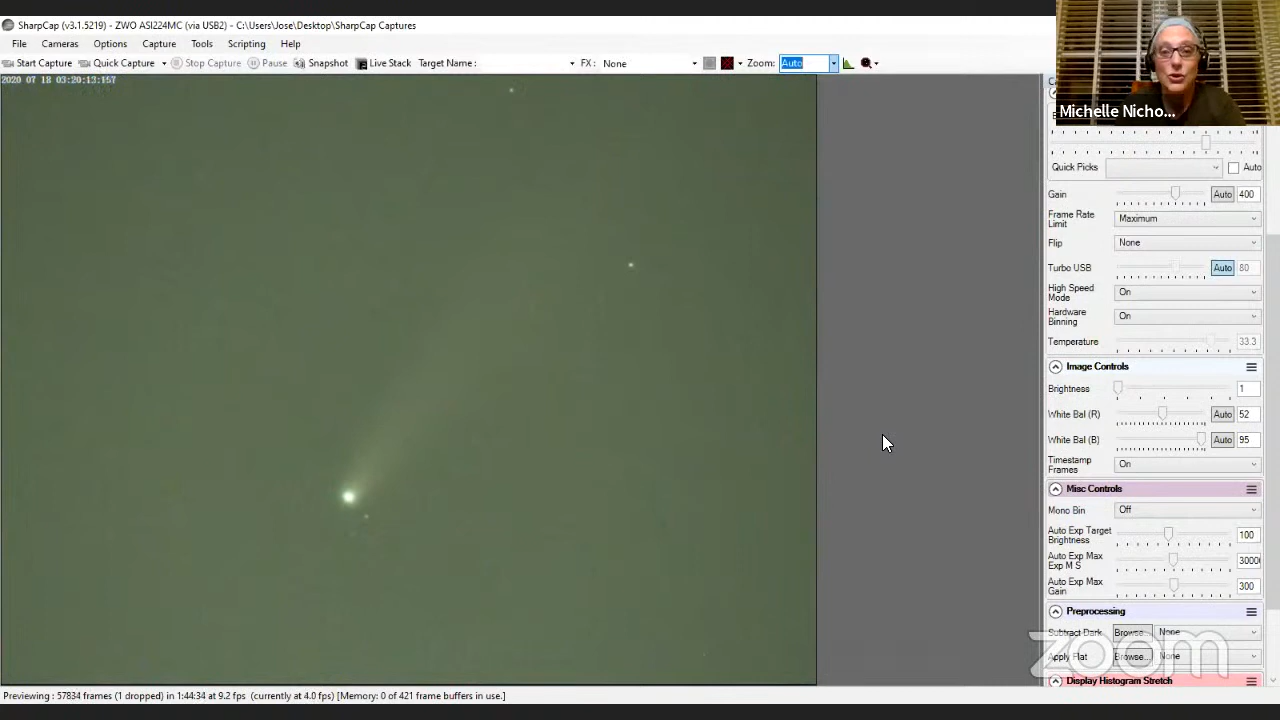 SharpCap (v3.1.5219) - ZWO ASI224MC (via USB2) - C:\Users\Jose\Desktop\SharpCap Captures
File Cameras Options Capture Tools Scripting Help
Start Capture Quick Capture Stop Capture Pause Snapshot Live Stack Target Name : FX : None Zoom: Auto
2020 07 18 03:20:13:157
Michelle Nicho...
Quick Picks Auto
Gain Auto 400
Frame Rate Limit Maximum
Flip None
Turbo USB Auto 80
High Speed Mode On
Hardware Binning On
Temperature 33.3
Image Controls
Brightness 1
White Bal (R) Auto 52
White Bal (B) Auto 95
Timestamp Frames On
Misc Controls
Mono Bin Off
Auto Exp Target Brightness 100
Auto Exp Max Exp M S 3000
Auto Exp Max Gain 300
Preprocessing
Subtract Dark Browse... None
Apply Flat Browse... None
zoom
Display Histogram Stretch
Previewing : 57834 frames (1 dropped) in 1:44:34 at 9.2 fps (currently at 4.0 fps) [Memory: 0 of 421 frame buffers in use.]